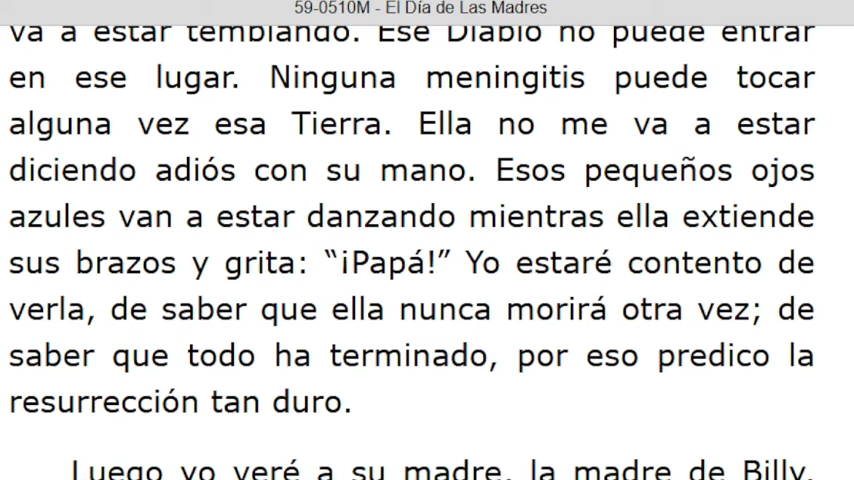 59-0510M - El Día de Las Madres
va a estar temblando. Ese Diablo no puede entrar
en ese lugar. Ninguna meningitis puede tocar
alguna vez esa Tierra. Ella no me va a estar
diciendo adiós con su mano. Esos pequeños ojos
azules van a estar danzando mientras ella extiende
sus brazos y grita: “¡Papá!” Yo estaré contento de
verla, de saber que ella nunca morirá otra vez; de
saber que todo ha terminado, por eso predico la
resurrección tan duro.
Luego yo veré a su madre, la madre de Billy,